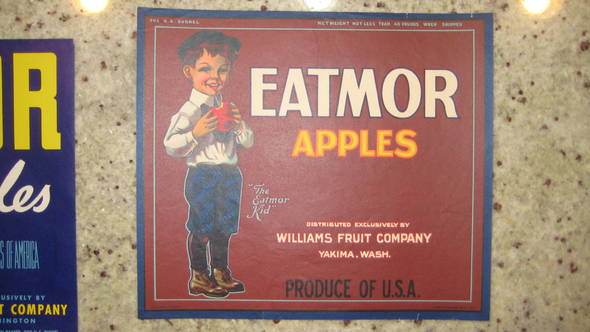 NET WEIGHT NOT LESS THAN 40 POUNDS WHEN SHIPPED
EATMOR
APPLES
"The
Eatmor
Kid"
DISTRIBUTED EXCLUSIVELY BY
WILLIAMS FRUIT COMPANY
YAKIMA, WASH.
PRODUCE OF U.S.A.
OR
les
S OF AMERICA
USIVELY BY
T COMPANY
INGTON